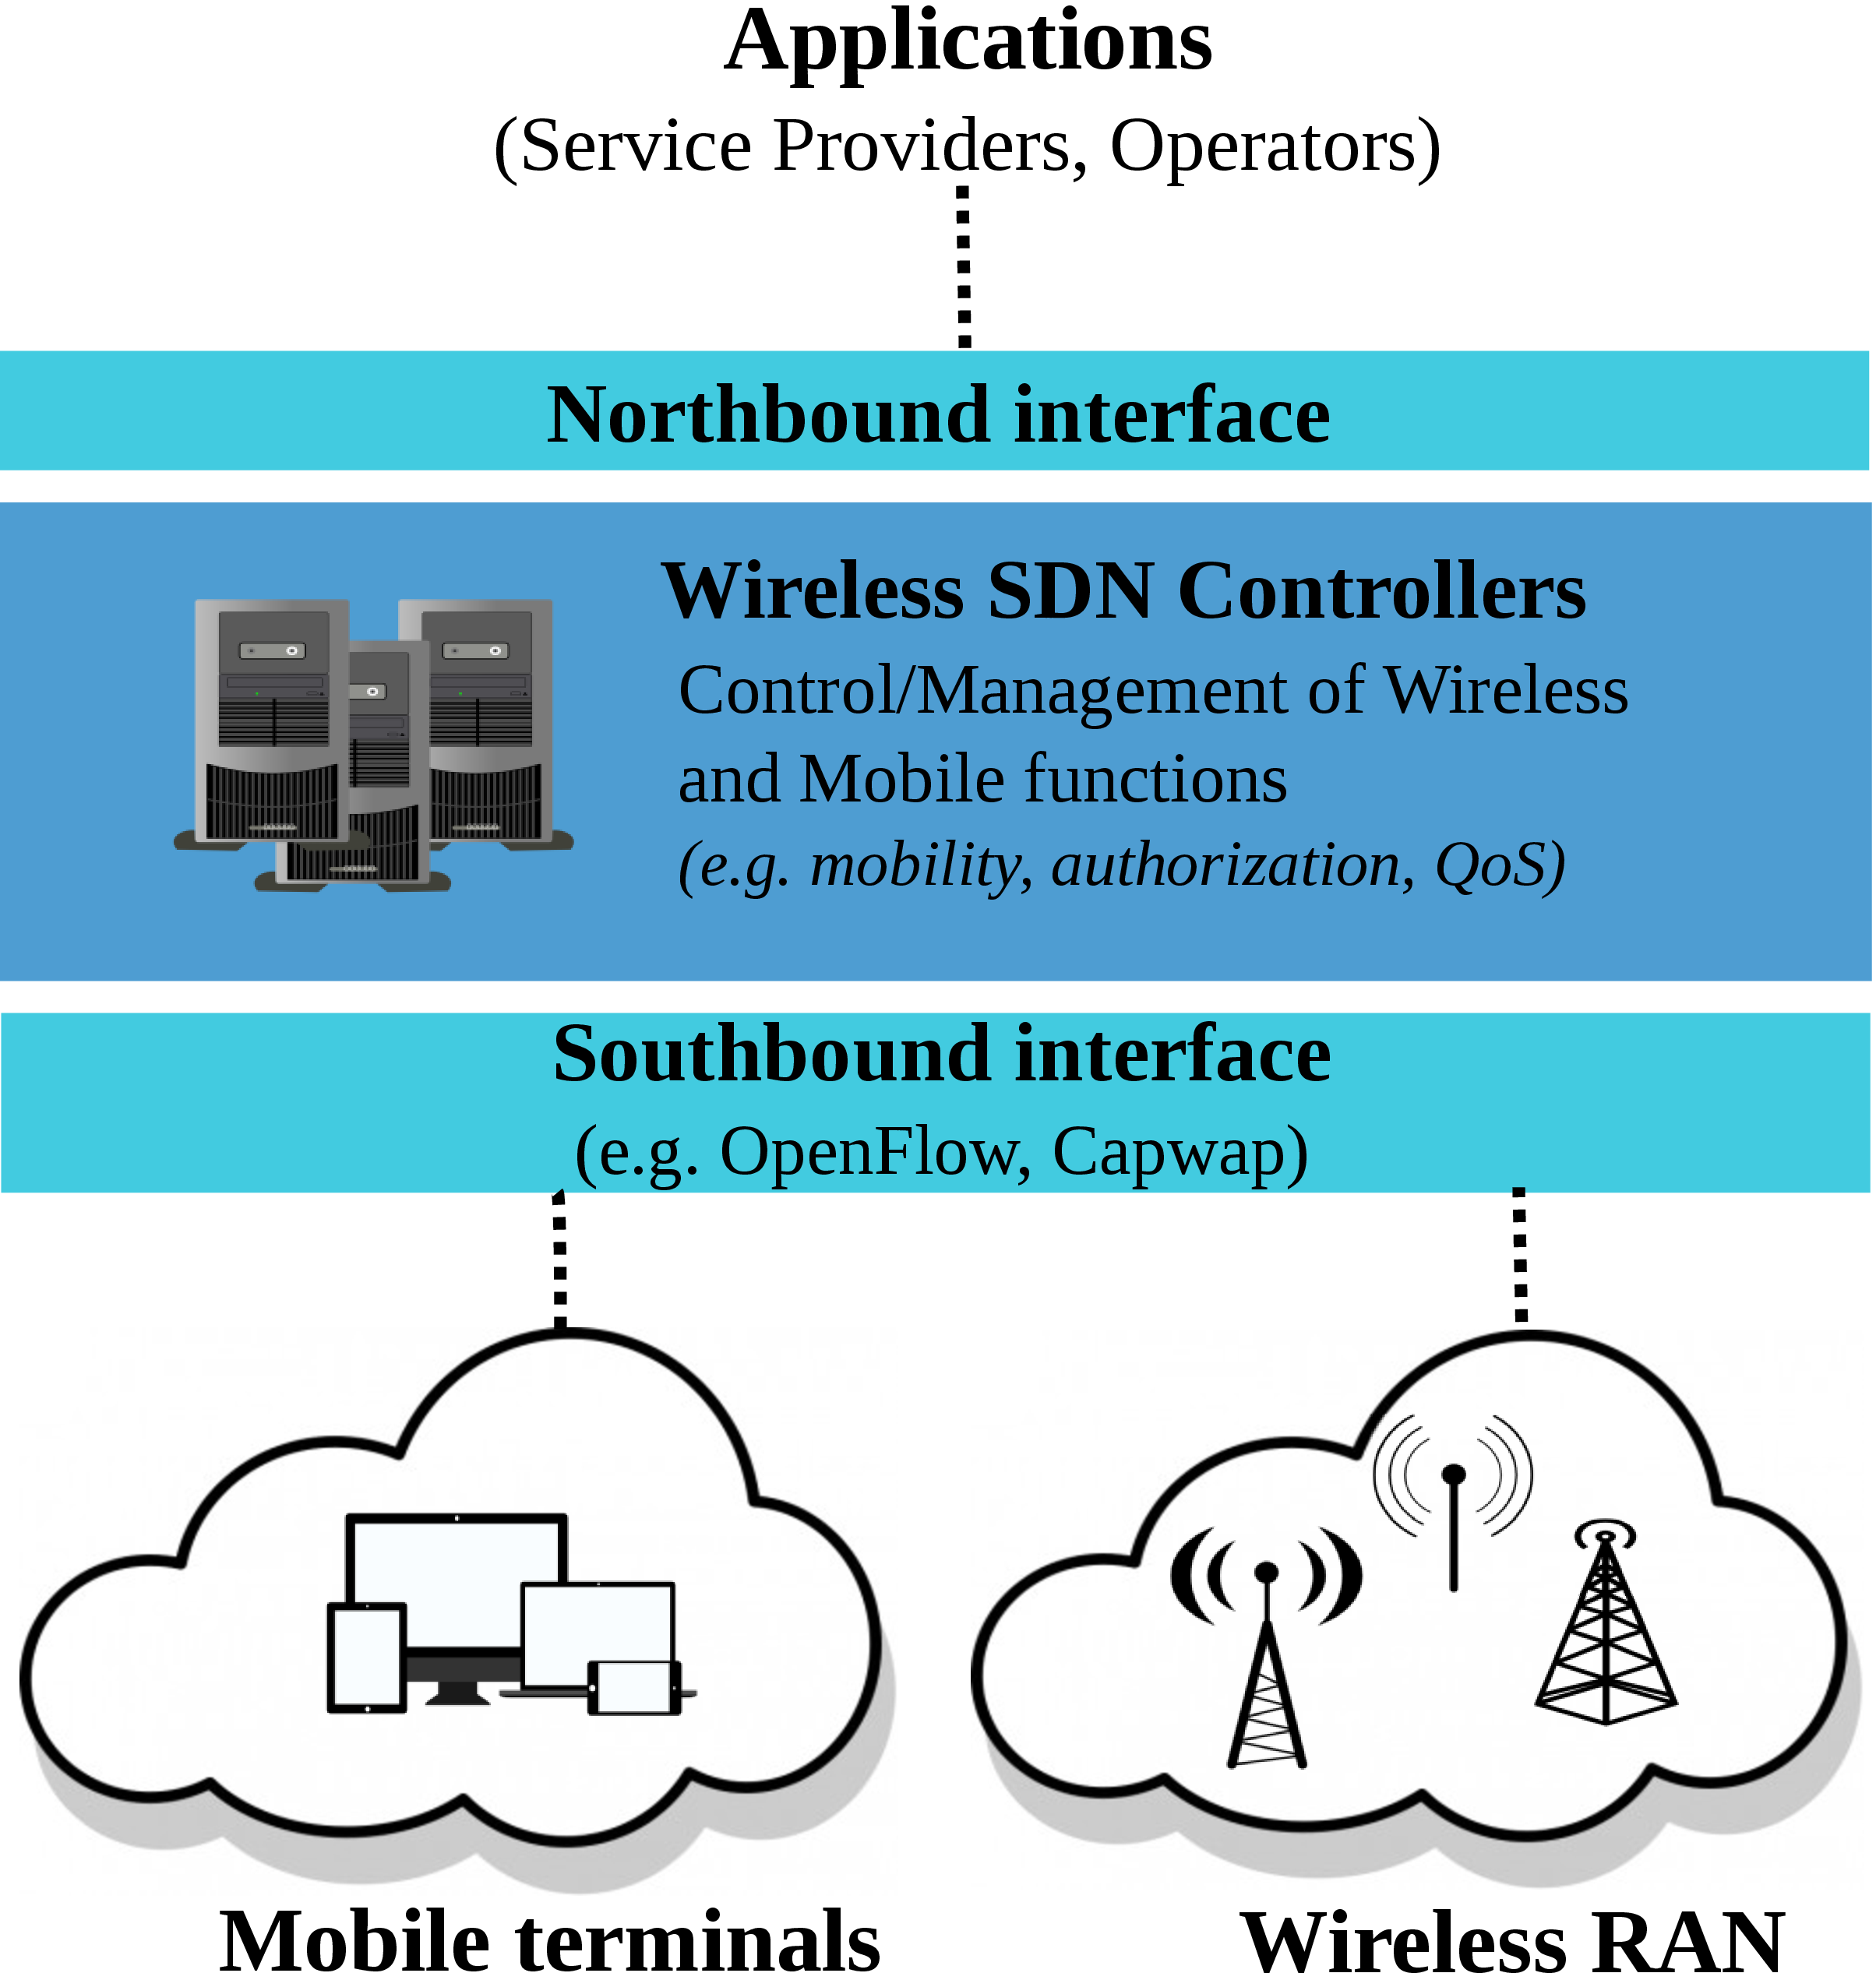 Applications
(Service Providers, Operators)
Northbound interface
Wireless SDN Controllers
Control/Management of Wireless
and Mobile functions
(e.g. mobility, authorization, QoS)
Southbound interface
(e.g. OpenFlow, Capwap)
Mobile terminals
Wireless RAN